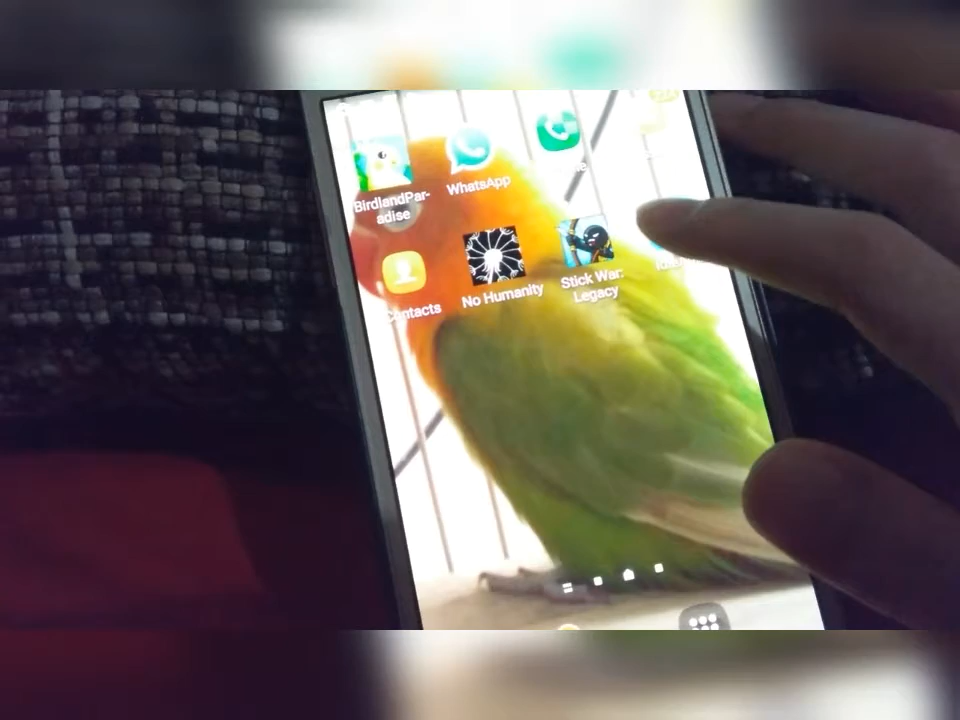 BirdlandPar-
adise
WhatsApp
Contacts
No Humanity
Stick War:
Legacy